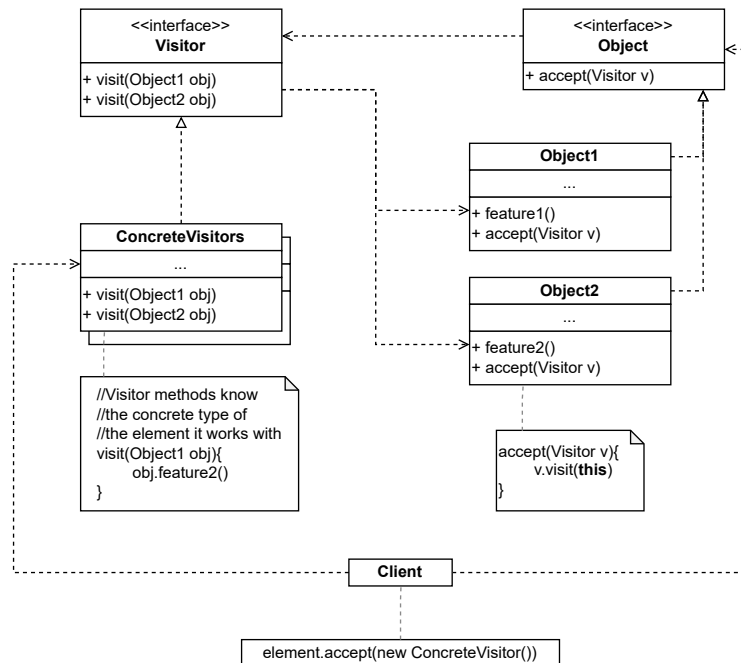 <<interface>>
Visitor
+ visit(Object1 obj)
+ visit(Object2 obj)
<<interface>>
Object
+ accept(Visitor v)
Object1
...
+ feature1()
+ accept(Visitor v)
ConcreteVisitors
...
+ visit(Object1 obj)
+ visit(Object2 obj)
Object2
...
+ feature2()
+ accept(Visitor v)
//Visitor methods know
//the concrete type of
//the element it works with
visit(Object1 obj){
obj.feature2()
}
accept(Visitor v){
v.visit(this)
}
Client
element.accept(new ConcreteVisitor())